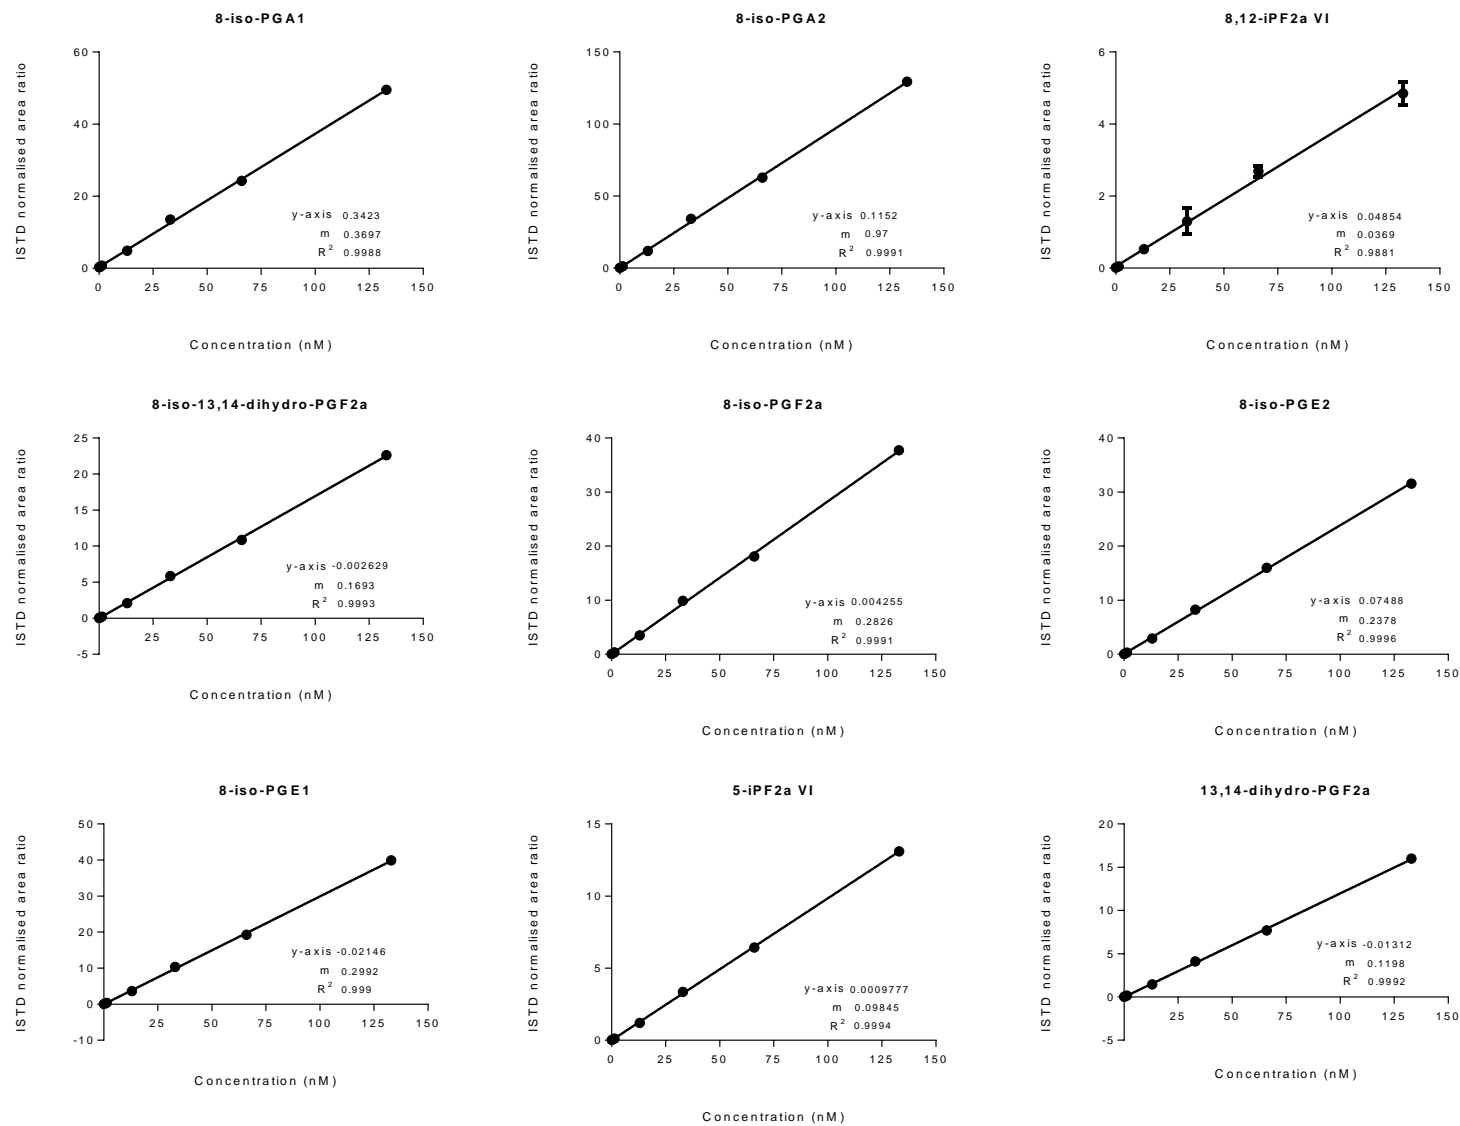 8-iso-PGA1
ISTD normalised area ratio
60
40
20
0
y-axis 0.3423
m 0.3697
R2 0.9988
0 25 50 75 100 125 150
Concentration (nM)
8-iso-PGA2
ISTD normalised area ratio
150
100
50
0
y-axis 0.1152
m 0.97
R2 0.9991
0 25 50 75 100 125 150
Concentration (nM)
8,12-iPF2a VI
ISTD normalised area ratio
6
4
2
0
y-axis 0.04854
m 0.0369
R2 0.9881
0 25 50 75 100 125 150
Concentration (nM)
8-iso-13,14-dihydro-PGF2a
ISTD normalised area ratio
25
20
15
10
5
0
-5
y-axis -0.002629
m 0.1693
R2 0.9993
25 50 75 100 125 150
Concentration (nM)
8-iso-PGF2a
ISTD normalised area ratio
40
30
20
10
0
y-axis 0.004255
m 0.2826
R2 0.9991
0 25 50 75 100 125 150
Concentration (nM)
8-iso-PGE2
ISTD normalised area ratio
40
30
20
10
0
y-axis 0.07488
m 0.2378
R2 0.9996
0 25 50 75 100 125 150
Concentration (nM)
8-iso-PGE1
ISTD normalised area ratio
50
40
30
20
10
0
-10
y-axis -0.02146
m 0.2992
R2 0.999
25 50 75 100 125 150
Concentration (nM)
5-iPF2a VI
ISTD normalised area ratio
15
10
5
0
y-axis 0.0009777
m 0.09845
R2 0.9994
0 25 50 75 100 125 150
Concentration (nM)
13,14-dihydro-PGF2a
ISTD normalised area ratio
20
15
10
5
0
-5
y-axis -0.01312
m 0.1198
R2 0.9992
25 50 75 100 125 150
Concentration (nM)